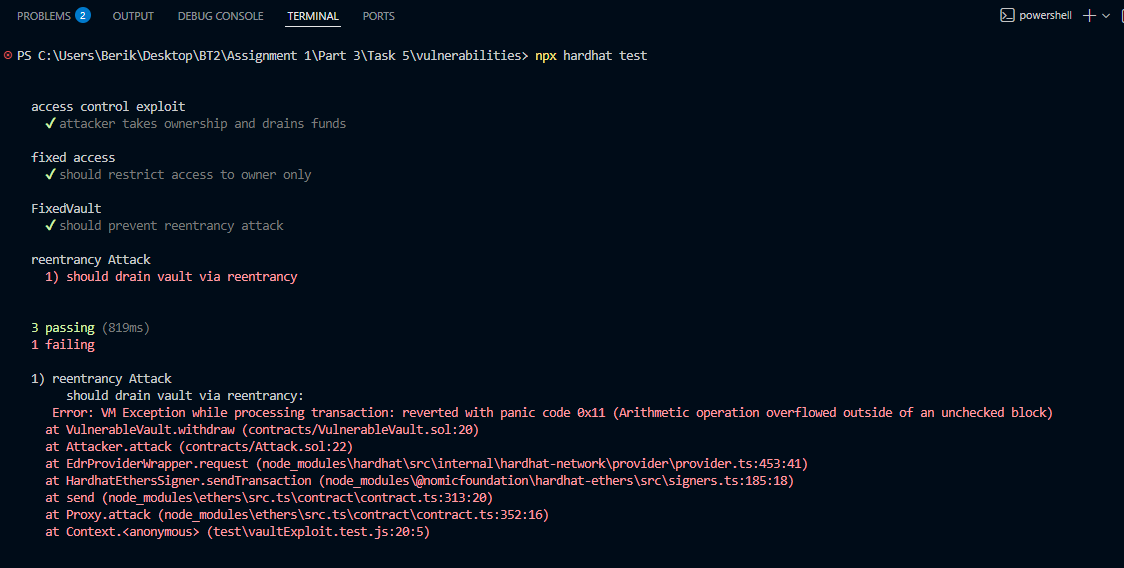 PROBLEMS 2 OUTPUT DEBUG CONSOLE TERMINAL PORTS powershell
PS C:\Users\Berik\Desktop\BT2\Assignment 1\Part 3\Task 5\vulnerabilities> npx hardhat test
access control exploit
✓ attacker takes ownership and drains funds
fixed access
✓ should restrict access to owner only
FixedVault
✓ should prevent reentrancy attack
reentrancy Attack
1) should drain vault via reentrancy
3 passing (819ms)
1 failing
1) reentrancy Attack
should drain vault via reentrancy:
Error: VM Exception while processing transaction: reverted with panic code 0x11 (Arithmetic operation overflowed outside of an unchecked block)
at VulnerableVault.withdraw (contracts/VulnerableVault.sol:20)
at Attacker.attack (contracts/Attack.sol:22)
at EdrProviderWrapper.request (node_modules\hardhat\src\internal\hardhat-network\provider\provider.ts:453:41)
at HardhatEthersSigner.sendTransaction (node_modules\@nomicfoundation\hardhat-ethers\src\signers.ts:185:18)
at send (node_modules\ethers\src.ts\contract\contract.ts:313:20)
at Proxy.attack (node_modules\ethers\src.ts\contract\contract.ts:352:16)
at Context.<anonymous> (test\vaultExploit.test.js:20:5)